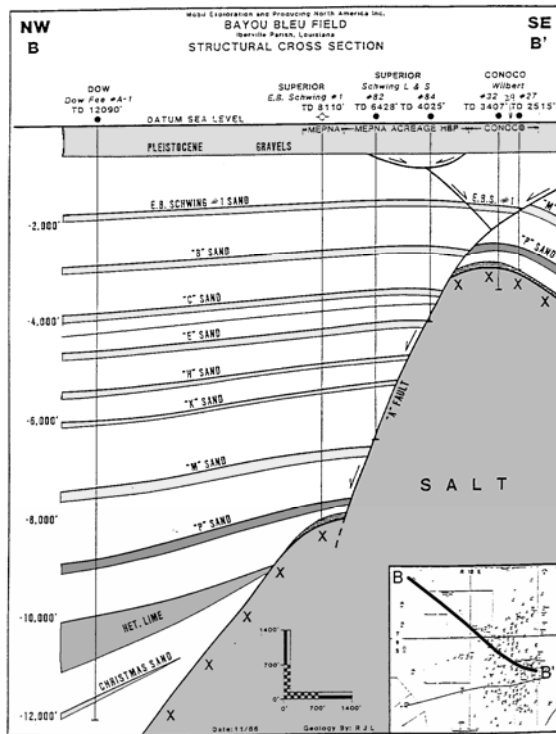 Mobil Exploration and Producing North America Inc.
BAYOU BLEU FIELD
Iberville Parish, Louisiana
STRUCTURAL CROSS SECTION
NW
B
SE
B'
DOW
Dow Fee #A-1
TD 12090'
SUPERIOR
E.B. Schwing #1
TD 8110'
SUPERIOR
Schwing L & S
#82 #84
TD 6428' TD 4025'
CONOCO
Wilbert
#32 #27
TD 3407' TD 2515'
DATUM SEA LEVEL
MEPNA
MEPNA ACREAGE HBP
CONOCO
PLEISTOCENE GRAVELS
E.B. SCHWING #1 SAND
E.B.S. #1
"M"
-2,000'
"P" SAND
"B" SAND
X X X X
"C" SAND
-4,000'
"E" SAND
"H" SAND
"A" FAULT
"K" SAND
-6,000'
"M" SAND
SALT
-8,000'
"P" SAND
X
X
B
-10,000'
HET. LIME
X
1400'
700'
0'
0' 700' 1400'
B'
X
CHRISTMAS SAND
-12,000'
X
Date: 11/86
Geology By: R J L